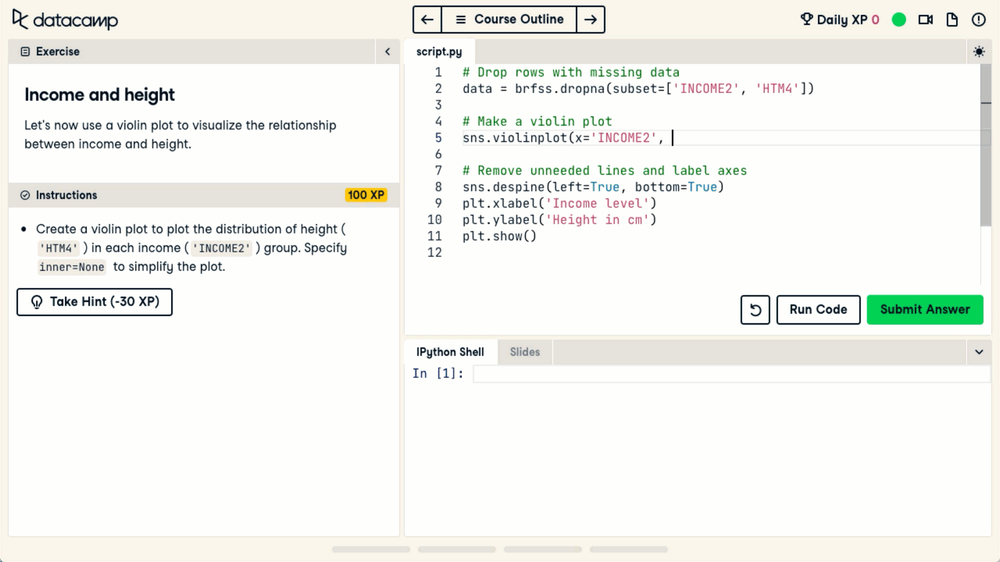 datacamp
Course Outline
Daily XP 0
Exercise
script.py
Income and height
Let's now use a violin plot to visualize the relationship
between income and height.
Instructions
100 XP
Create a violin plot to plot the distribution of height (
'HTM4' ) in each income ( 'INCOME2' ) group. Specify
inner=None to simplify the plot.
Take Hint (-30 XP)
1 # Drop rows with missing data
2 data = brfss.dropna(subset=['INCOME2', 'HTM4'])
3
4 # Make a violin plot
5 sns.violinplot(x='INCOME2',
6
7 # Remove unneeded lines and label axes
8 sns.despine(left=True, bottom=True)
9 plt.xlabel('Income level')
10 plt.ylabel('Height in cm')
11 plt.show()
12
Run Code
Submit Answer
IPython Shell
Slides
In [1]: